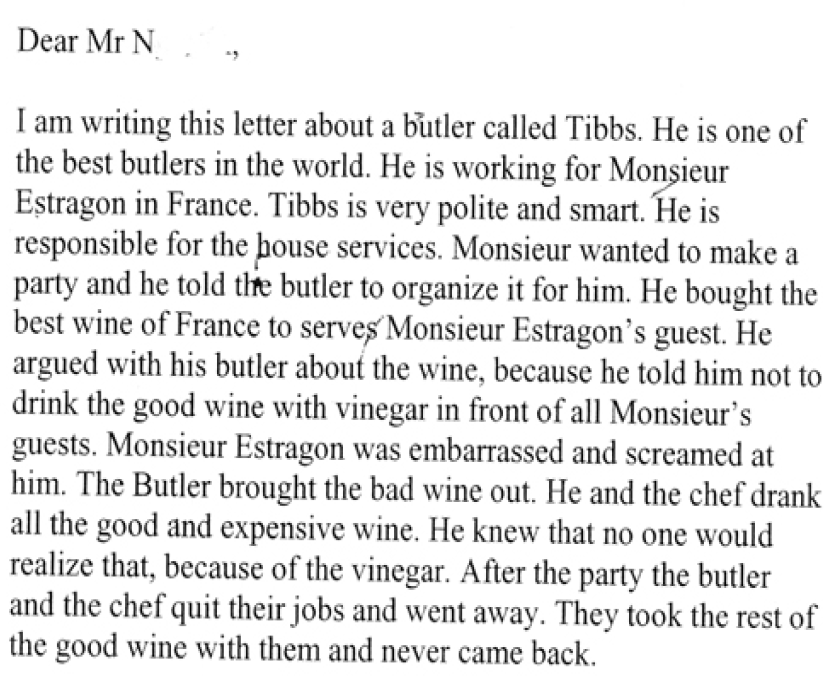 Dear Mr N
I am writing this letter about a butler called Tibbs. He is one of
the best butlers in the world. He is working for Monsieur
Estragon in France. Tibbs is very polite and smart. He is
responsible for the house services. Monsieur wanted to make a
party and he told the butler to organize it for him. He bought the
best wine of France to serves Monsieur Estragon's guest. He
argued with his butler about the wine, because he told him not to
drink the good wine with vinegar in front of all Monsieur's
guests. Monsieur Estragon was embarrassed and screamed at
him. The Butler brought the bad wine out. He and the chef drank
all the good and expensive wine. He knew that no one would
realize that, because of the vinegar. After the party the butler
and the chef quit their jobs and went away. They took the rest of
the good wine with them and never came back.